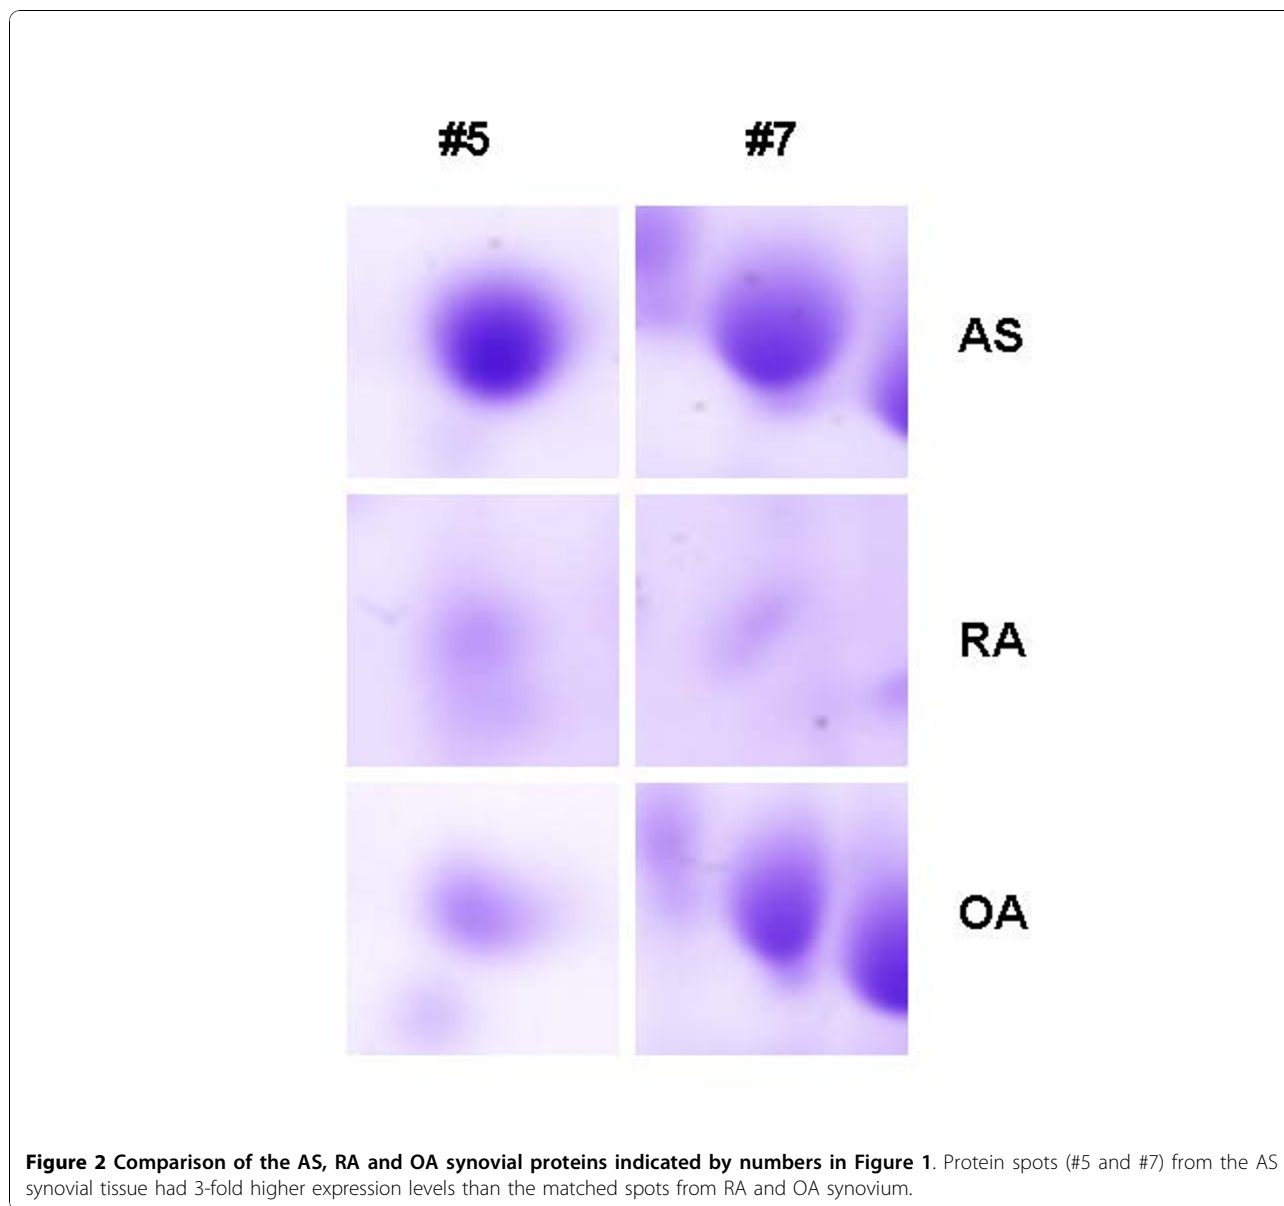 #5 #7
AS
RA
OA
Figure 2 Comparison of the AS, RA and OA synovial proteins indicated by numbers in Figure 1. Protein spots (#5 and #7) from the AS
synovial tissue had 3-fold higher expression levels than the matched spots from RA and OA synovium.